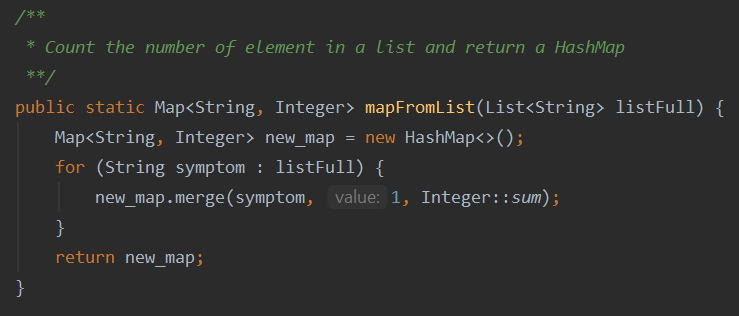 /**
 * Count the number of element in a list and return a HashMap
 **/
public static Map<String, Integer> mapFromList(List<String> listFull) {
    Map<String, Integer> new_map = new HashMap<>();
    for (String symptom : listFull) {
        new_map.merge(symptom, value: 1, Integer::sum);
    }
    return new_map;
}